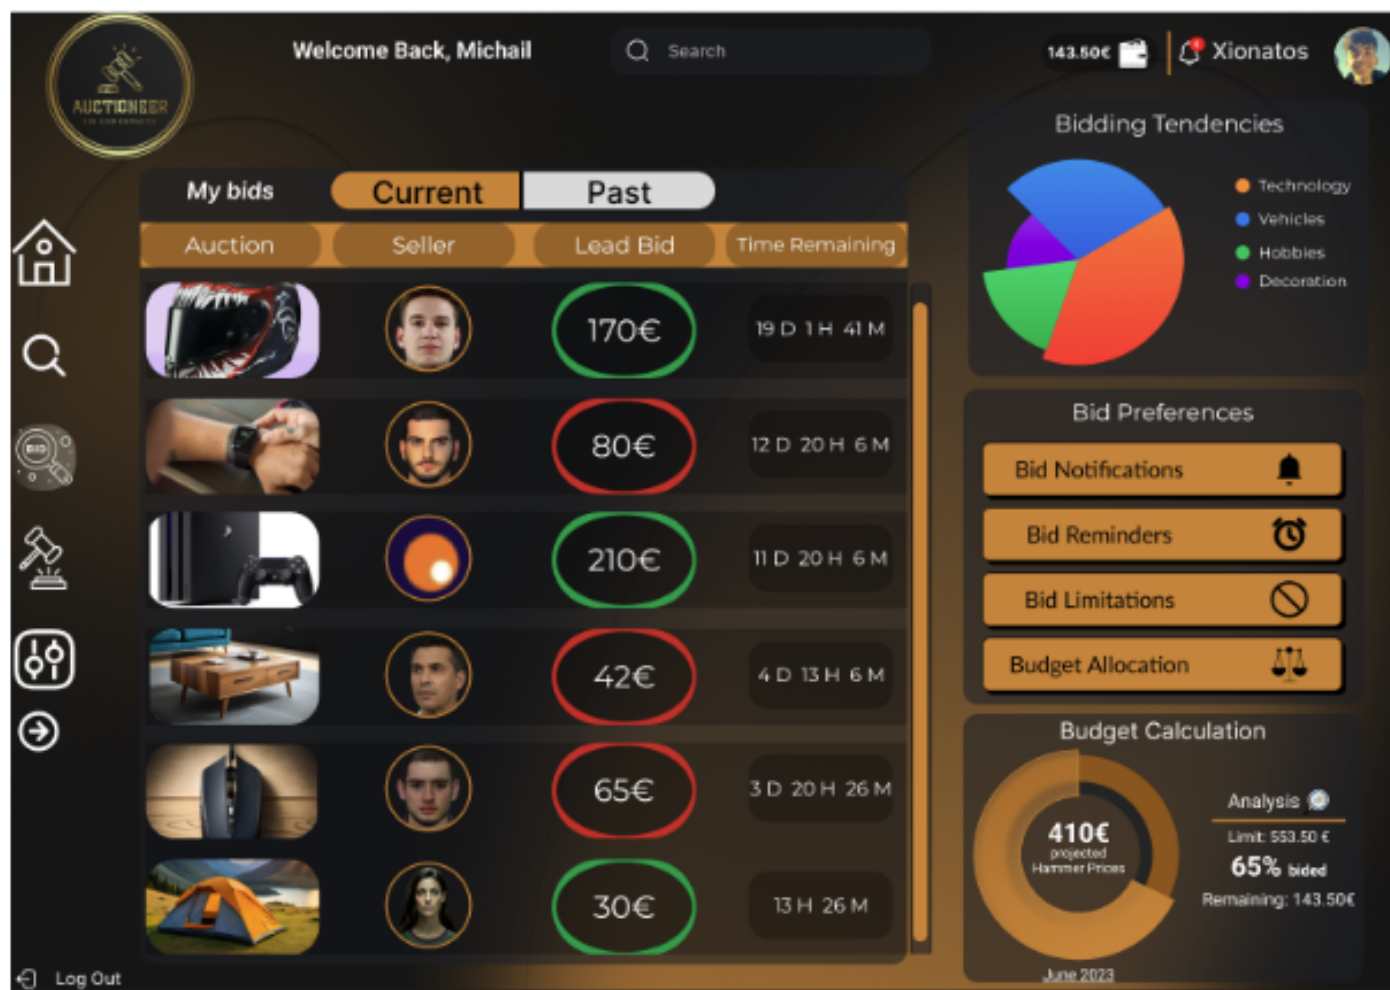 Welcome Back, Michail
Search
143.50€
Xionatos
AUCTIONEER
Bidding Tendencies
Technology
Vehicles
Hobbies
Decoration
My bids
Current
Past
Auction
Seller
Lead Bid
Time Remaining
170€
19 D 1 H 41 M
80€
12 D 20 H 6 M
210€
11 D 20 H 6 M
42€
4 D 13 H 6 M
65€
3 D 20 H 26 M
30€
13 H 26 M
BID
Bid Preferences
Bid Notifications
Bid Reminders
Bid Limitations
Budget Allocation
Budget Calculation
410€
projected
Hammer Prices
Analysis
Limit: 553.50 €
65% bided
Remaining: 143.50€
June 2023
Log Out